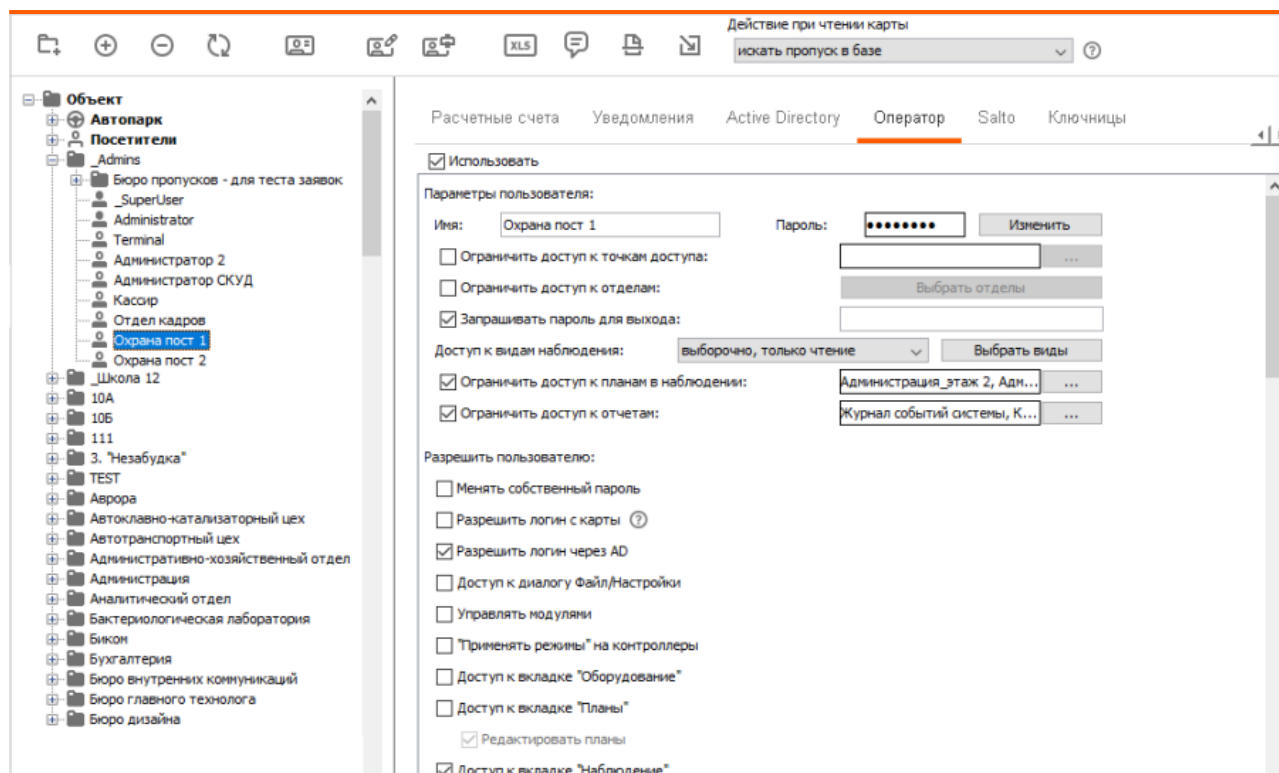 Действие при чтении карты
XLS
искать пропуск в базе
?
Объект
Автопарк
Посетители
_Admins
Бюро пропусков - для теста заявок
_SuperUser
Administrator
Terminal
Администратор 2
Администратор СКУД
Кассир
Отдел кадров
Охрана пост 1
Охрана пост 2
_Школа 12
10А
10Б
111
3. "Незабудка"
TEST
Аврора
Автоклавно-катализаторный цех
Автотранспортный цех
Административно-хозяйственный отдел
Администрация
Аналитический отдел
Бактериологическая лаборатория
Бикон
Бухгалтерия
Бюро внутренних коммуникаций
Бюро главного технолога
Бюро дизайна
Расчетные счета Уведомления Active Directory Оператор Salto Ключницы
Использовать
Параметры пользователя:
Имя: Охрана пост 1 Пароль: ●●●●●●●● Изменить
Ограничить доступ к точкам доступа: ...
Ограничить доступ к отделам: Выбрать отделы
Запрашивать пароль для выхода:
Доступ к видам наблюдения: выборочно, только чтение Выбрать виды
Ограничить доступ к планам в наблюдении: Администрация_этаж 2, Адм... ...
Ограничить доступ к отчетам: Журнал событий системы, К... ...
Разрешить пользователю:
Менять собственный пароль
Разрешить логин с карты ?
Разрешить логин через AD
Доступ к диалогу Файл/Настройки
Управлять модулями
"Применять режимы" на контроллеры
Доступ к вкладке "Оборудование"
Доступ к вкладке "Планы"
Редактировать планы
Доступ к вкладке "Наблюдение"